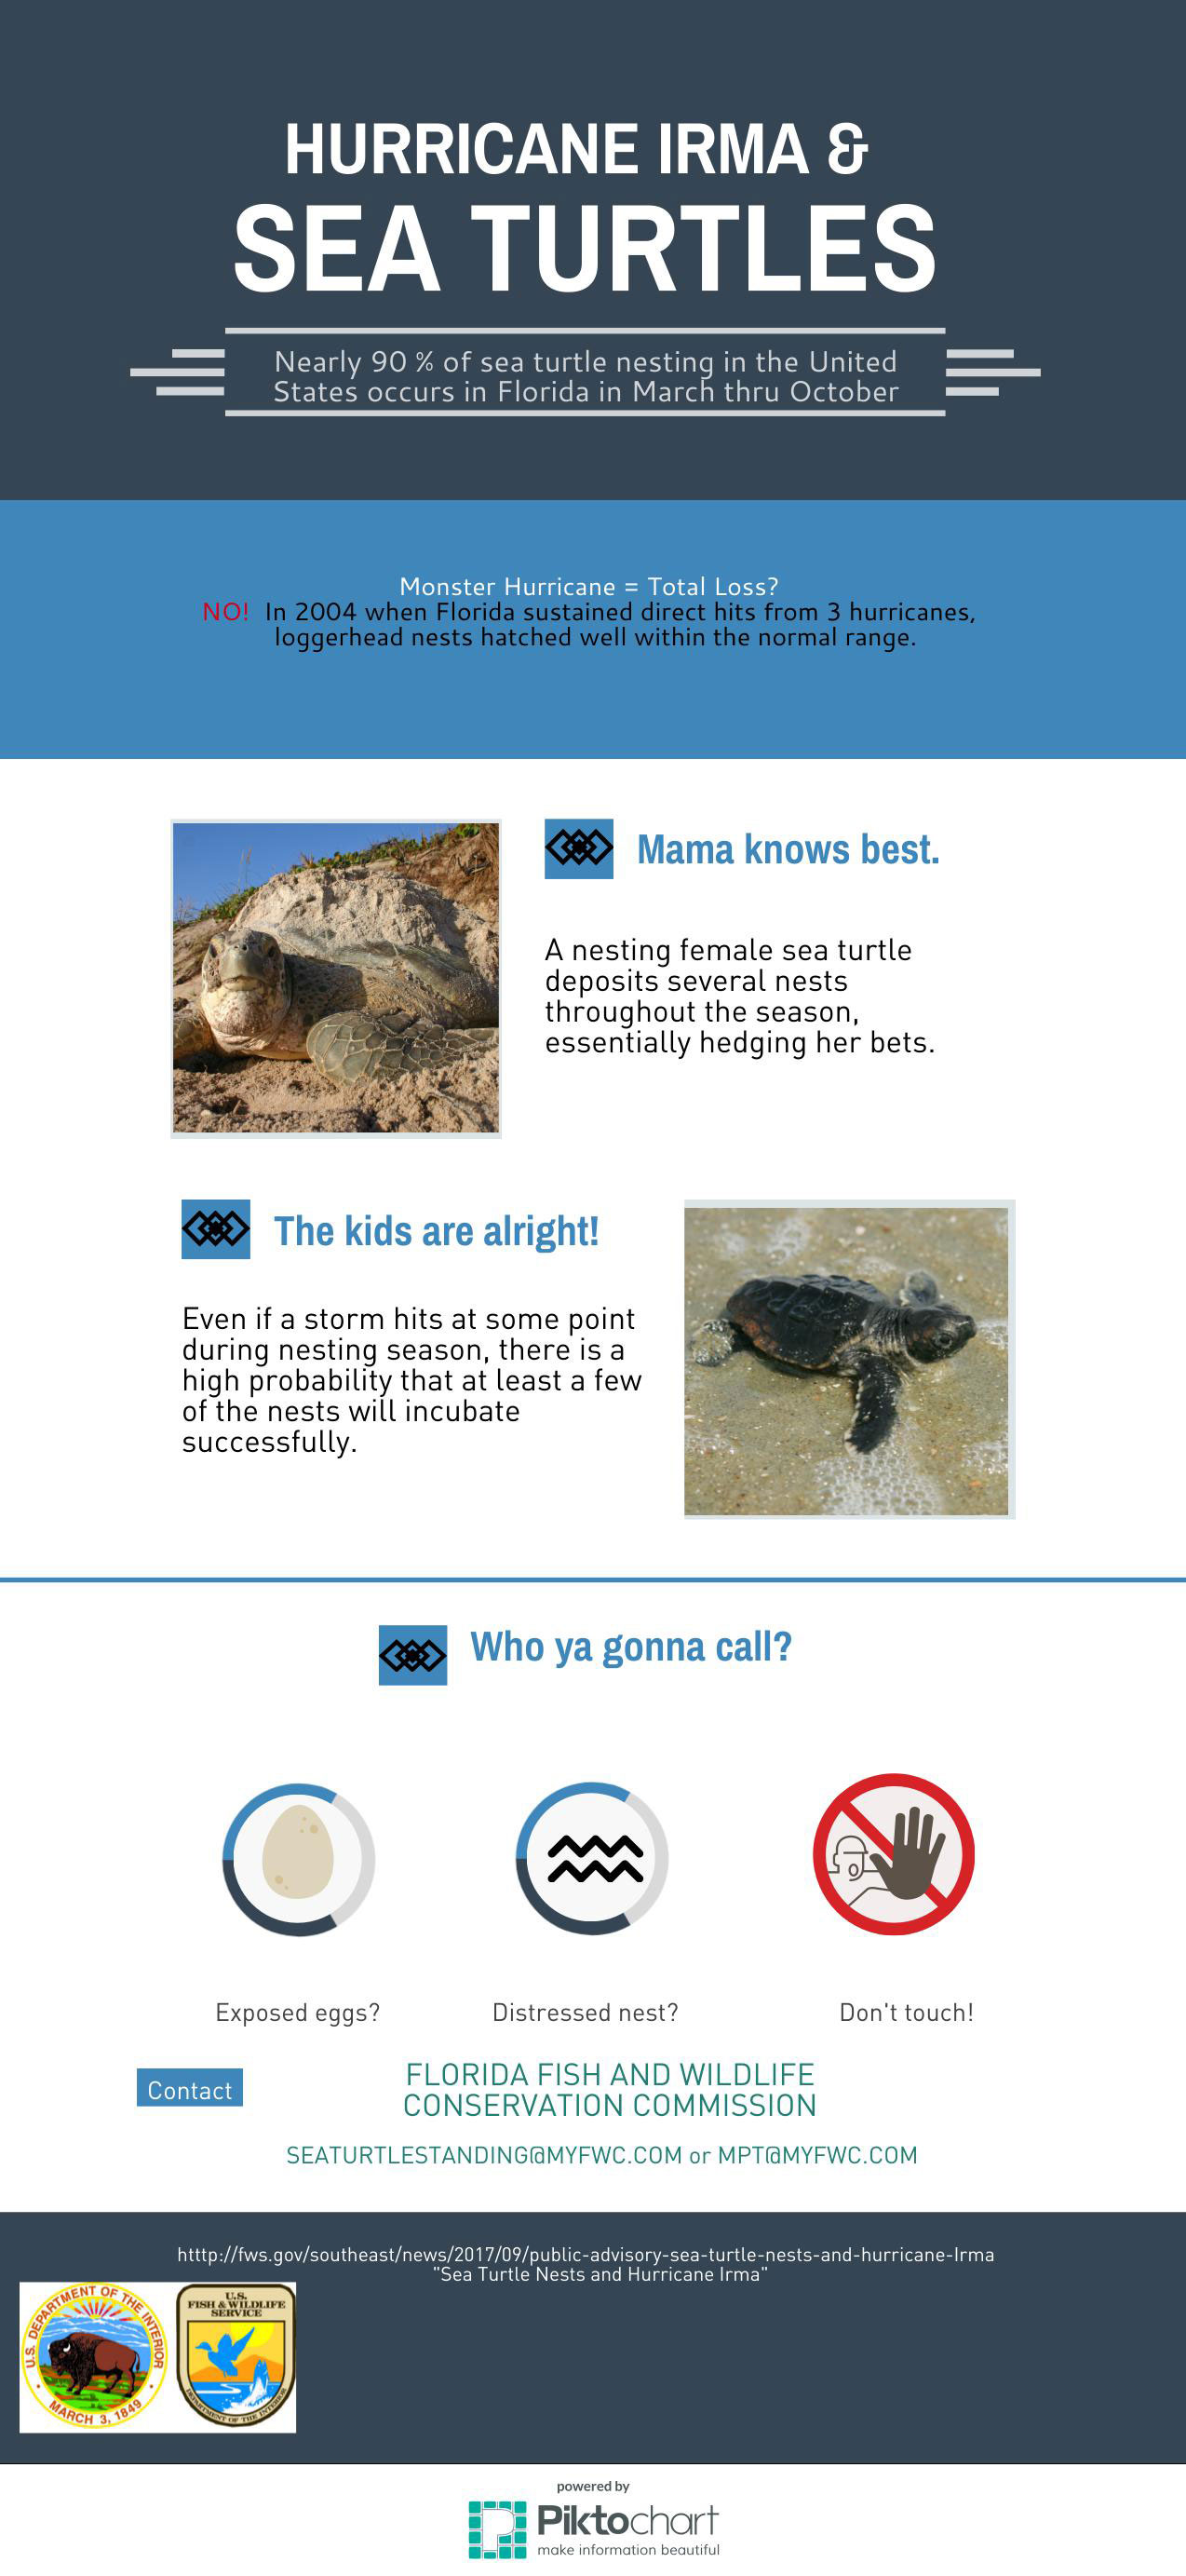 HURRICANE IRMA &
SEA TURTLES
Nearly 90 % of sea turtle nesting in the United
States occurs in Florida in March thru October
Monster Hurricane = Total Loss?
NO! In 2004 when Florida sustained direct hits from 3 hurricanes,
loggerhead nests hatched well within the normal range.
Mama knows best.
A nesting female sea turtle
deposits several nests
throughout the season,
essentially hedging her bets.
The kids are alright!
Even if a storm hits at some point
during nesting season, there is a
high probability that at least a few
of the nests will incubate
successfully.
Who ya gonna call?
Exposed eggs?
Distressed nest?
Don't touch!
Contact
FLORIDA FISH AND WILDLIFE
CONSERVATION COMMISSION
SEATURTLESTANDING@MYFWC.COM or MPT@MYFWC.COM
htttp://fws.gov/southeast/news/2017/09/public-advisory-sea-turtle-nests-and-hurricane-Irma
"Sea Turtle Nests and Hurricane Irma"
U.S. DEPARTMENT OF THE INTERIOR
MARCH 3, 1849
U.S.
FISH & WILDLIFE
SERVICE
DEPARTMENT OF THE INTERIOR
powered by
Piktochart
make information beautiful